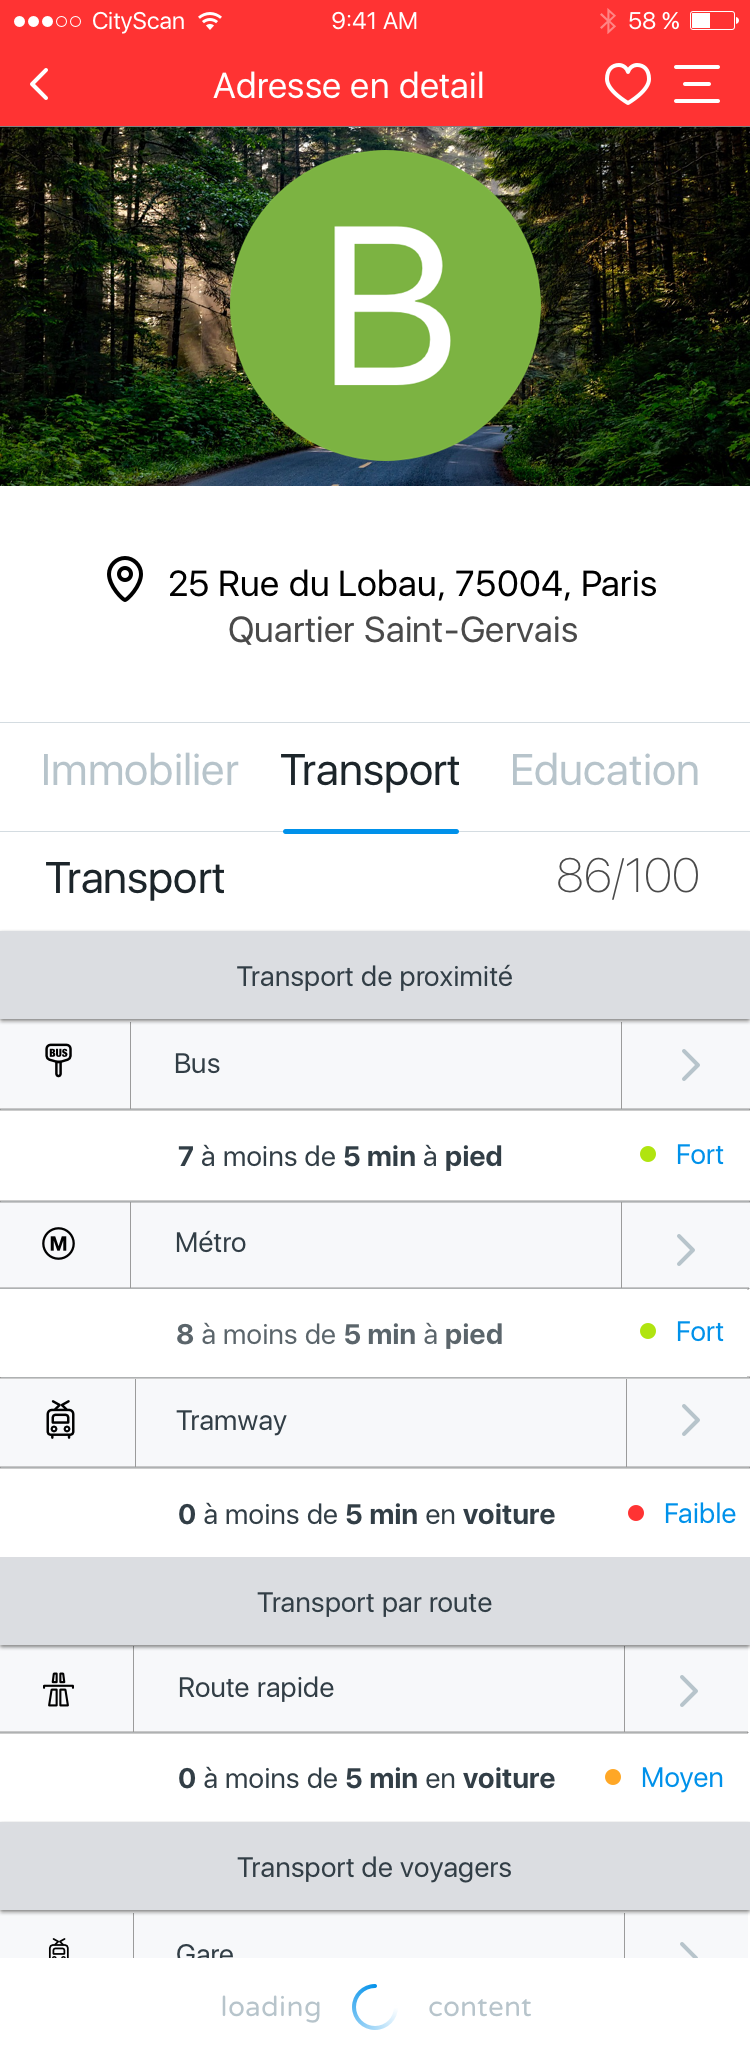 CityScan 9:41 AM 58 %
Adresse en detail
B
25 Rue du Lobau, 75004, Paris
Quartier Saint-Gervais
Immobilier Transport Education
Transport 86/100
Transport de proximité
BUS Bus
7 à moins de 5 min à pied Fort
M Métro
8 à moins de 5 min à pied Fort
Tramway
0 à moins de 5 min en voiture Faible
Transport par route
Route rapide
0 à moins de 5 min en voiture Moyen
Transport de voyagers
Gare
loading content